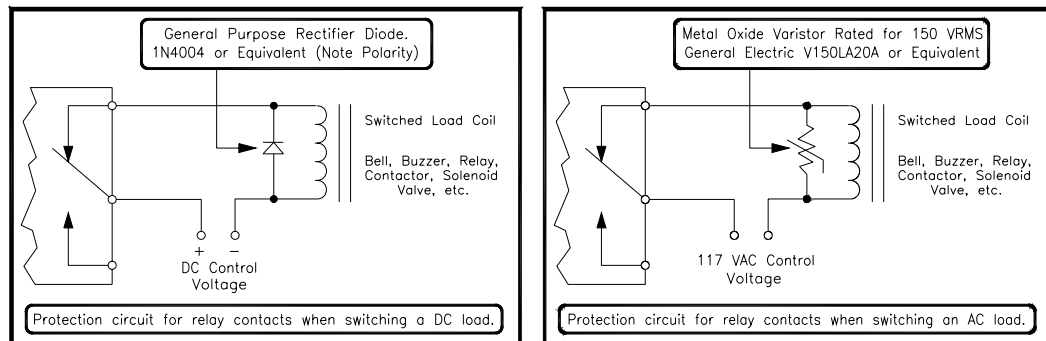 General Purpose Rectifier Diode.
1N4004 or Equivalent (Note Polarity)
Switched Load Coil
Bell, Buzzer, Relay,
Contactor, Solenoid
Valve, etc.
+ −
DC Control
Voltage
Protection circuit for relay contacts when switching a DC load.
Metal Oxide Varistor Rated for 150 VRMS
General Electric V150LA20A or Equivalent
Switched Load Coil
Bell, Buzzer, Relay,
Contactor, Solenoid
Valve, etc.
117 VAC Control
Voltage
Protection circuit for relay contacts when switching an AC load.